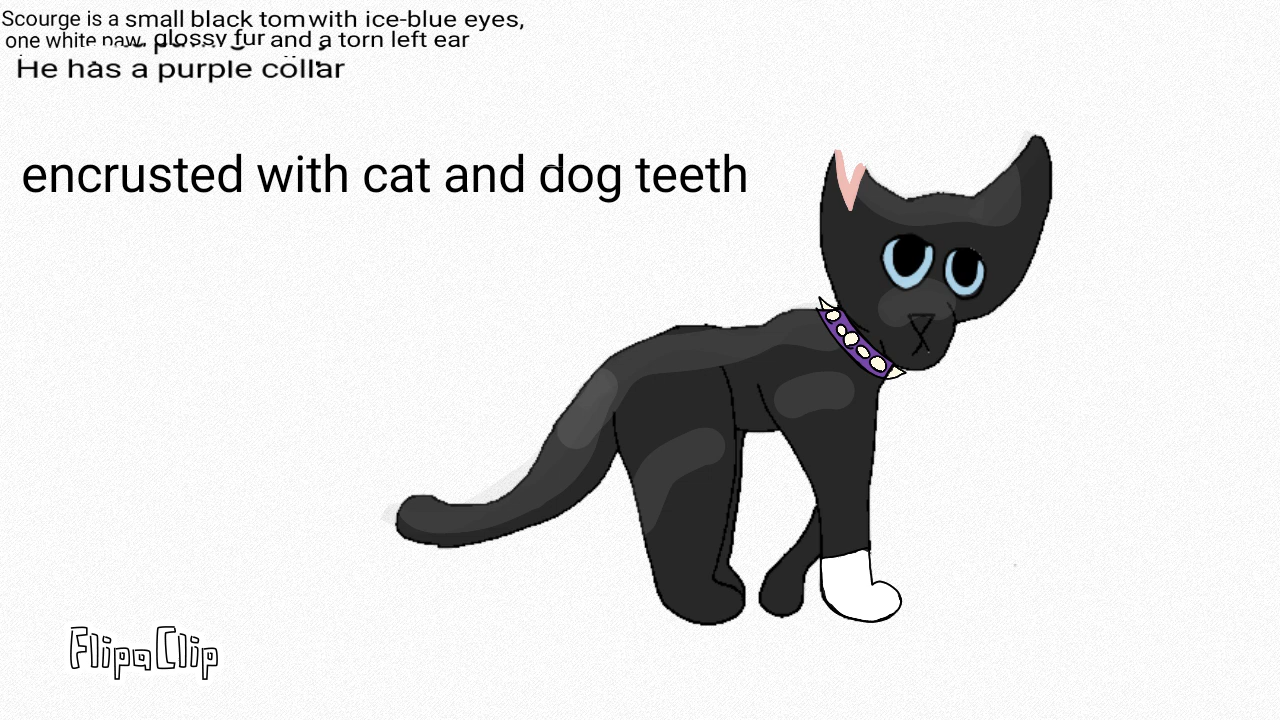 Scourge is a small black tom with ice-blue eyes,
one white paw, glossy fur and a torn left ear
He has a purple collar
encrusted with cat and dog teeth
FlipaClip